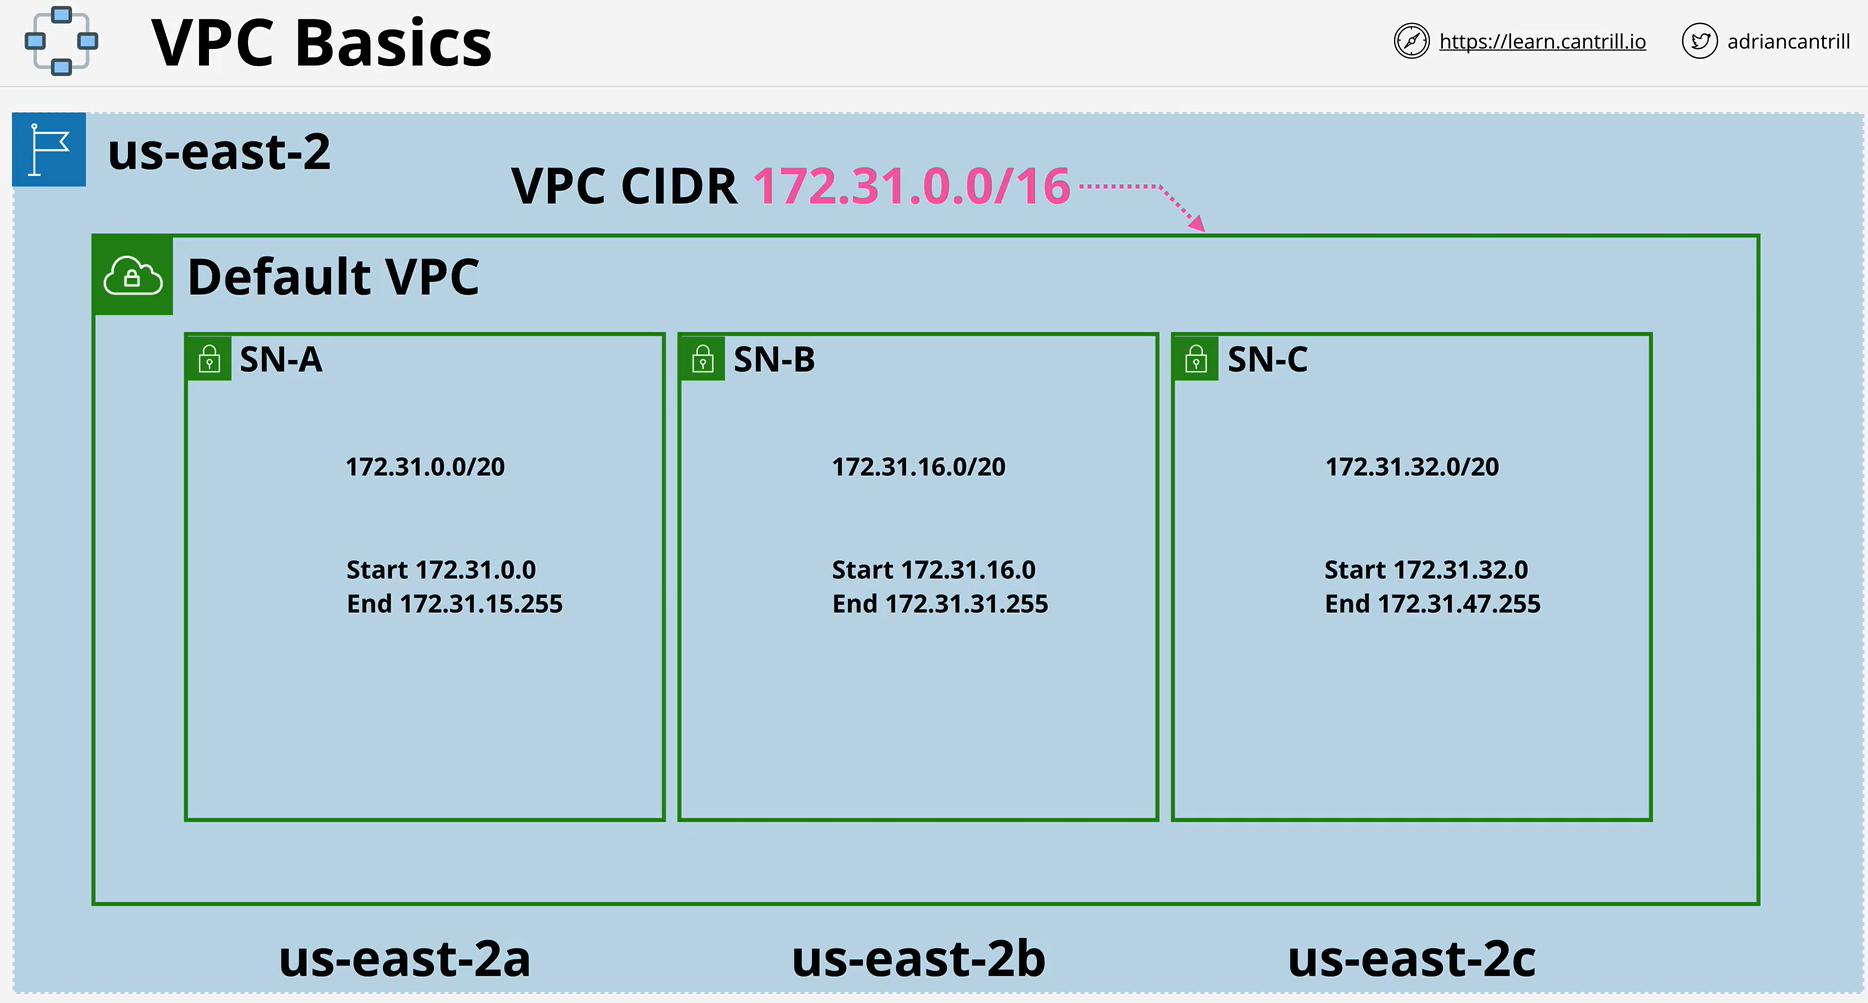 VPC Basics
https://learn.cantrill.io
adriancantrill
us-east-2
VPC CIDR 172.31.0.0/16
Default VPC
SN-A
172.31.0.0/20
Start 172.31.0.0
End 172.31.15.255
SN-B
172.31.16.0/20
Start 172.31.16.0
End 172.31.31.255
SN-C
172.31.32.0/20
Start 172.31.32.0
End 172.31.47.255
us-east-2a
us-east-2b
us-east-2c